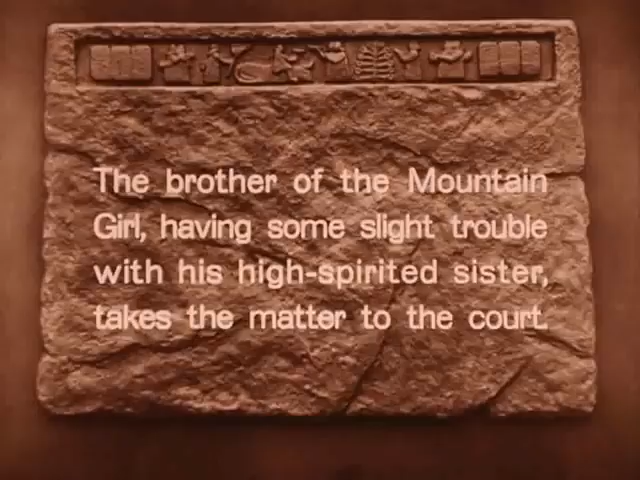 The brother of the Mountain
Girl, having some slight trouble
with his high-spirited sister,
takes the matter to the court.